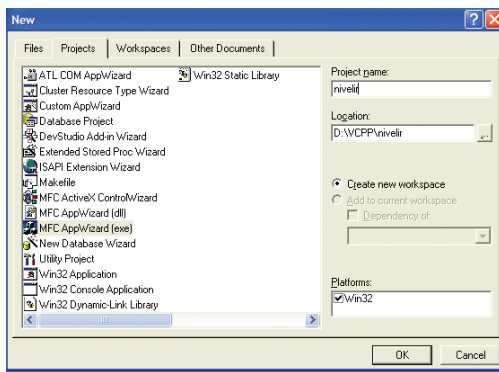 New
Files Projects Workspaces Other Documents
ATL COM AppWizard
Cluster Resource Type Wizard
Custom AppWizard
Database Project
DevStudio Add-in Wizard
Extended Stored Proc Wizard
ISAPI Extension Wizard
Makefile
MFC ActiveX ControlWizard
MFC AppWizard (dll)
MFC AppWizard (exe)
New Database Wizard
Utility Project
Win32 Application
Win32 Console Application
Win32 Dynamic-Link Library
Win32 Static Library
Project name:
nivelir
Location:
D:\VCPP\nivelir
...
Create new workspace
Add to current workspace
Dependency of:
Platforms:
Win32
OK Cancel